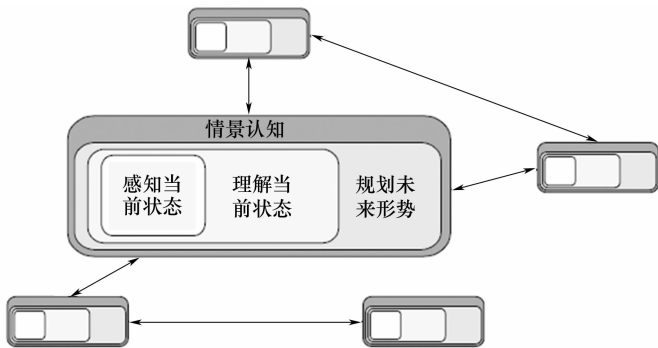 情景认知
感知当
前状态
理解当
前状态
规划未
来形势